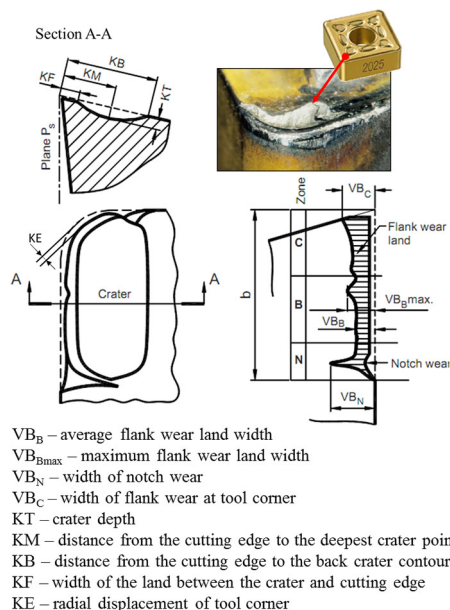 Section A-A
KB
KM
KF
KT
Plane Ps
2025
KE
A
A
Crater
Zone
VBC
C
B
N
b
Flank wear
land
VBBmax.
VBB
Notch wear
VBN
VBB – average flank wear land width
VBBmax – maximum flank wear land width
VBN – width of notch wear
VBC – width of flank wear at tool corner
KT – crater depth
KM – distance from the cutting edge to the deepest crater poin
KB – distance from the cutting edge to the back crater contour
KF – width of the land between the crater and cutting edge
KE – radial displacement of tool corner